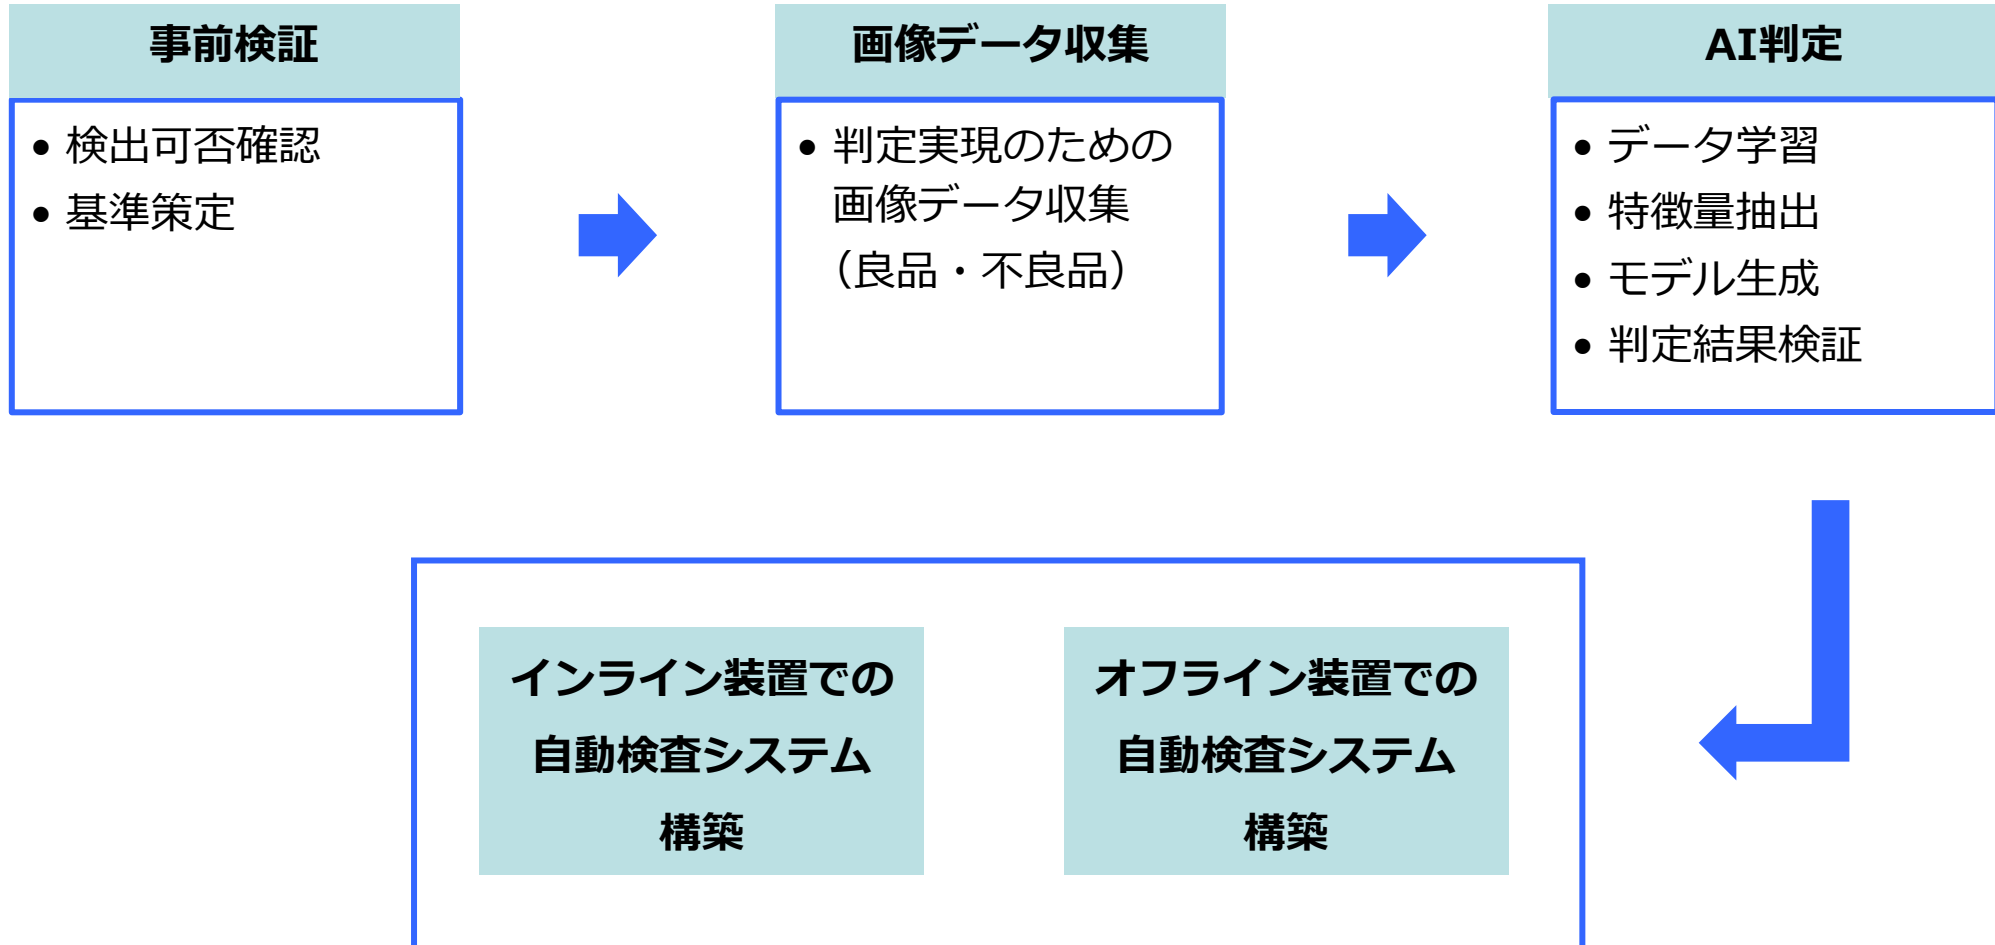 事前検証
• 検出可否確認
• 基準策定
画像データ収集
• 判定実現のための
画像データ収集
（良品・不良品）
AI判定
• データ学習
• 特徴量抽出
• モデル生成
• 判定結果検証
インライン装置での
自動検査システム
構築
オフライン装置での
自動検査システム
構築